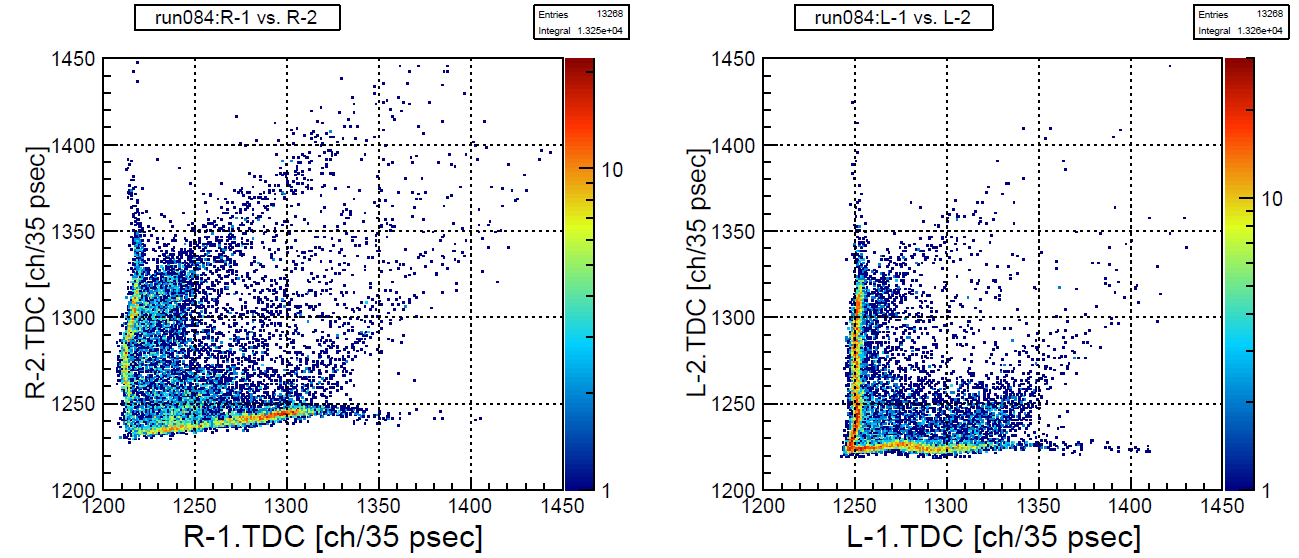 run084:R-1 vs. R-2
Entries 13268
Integral 1.325e+04
R-2.TDC [ch/35 psec]
1450
1400
1350
1300
1250
1200
1200 1250 1300 1350 1400 1450
R-1.TDC [ch/35 psec]
10
1
run084:L-1 vs. L-2
Entries 13268
Integral 1.326e+04
L-2.TDC [ch/35 psec]
1450
1400
1350
1300
1250
1200
1200 1250 1300 1350 1400 1450
L-1.TDC [ch/35 psec]
10
1